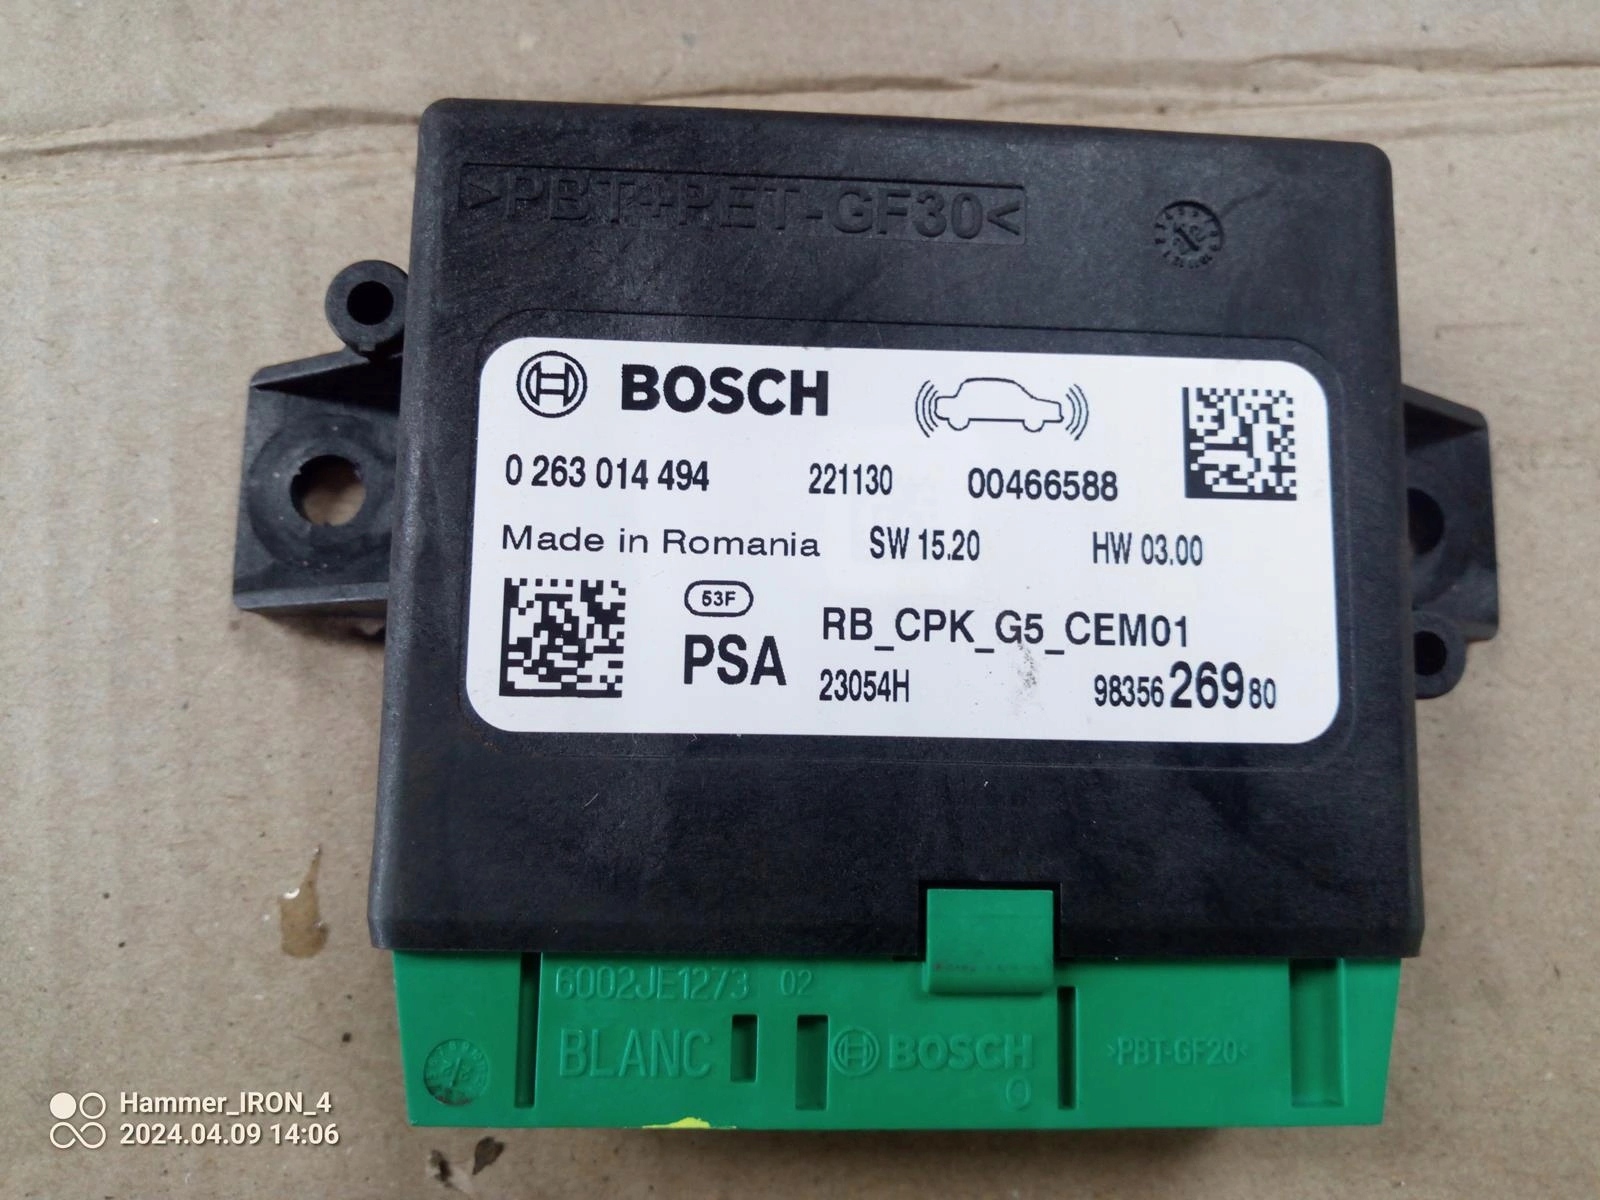 >PBT+PET-GF30<
BOSCH
0 263 014 494 221130 00466588
Made in Romania SW 15.20 HW 03.00
53F
PSA RB_CPK_G5_CEM01
23054H 98356 269 80
6002JE1273 02
BLANC BOSCH >PBT-GF20<
0
Hammer_IRON_4
2024.04.09 14:06